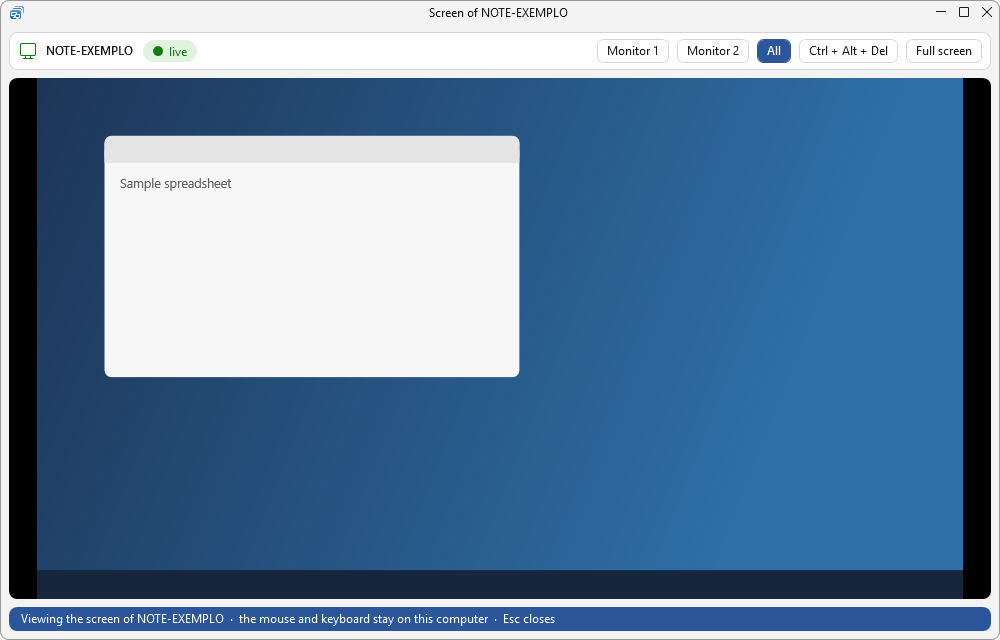 Screen of NOTE-EXEMPLO
NOTE-EXEMPLO
live
Monitor 1
Monitor 2
All
Ctrl + Alt + Del
Full screen
Sample spreadsheet
Viewing the screen of NOTE-EXEMPLO · the mouse and keyboard stay on this computer · Esc closes